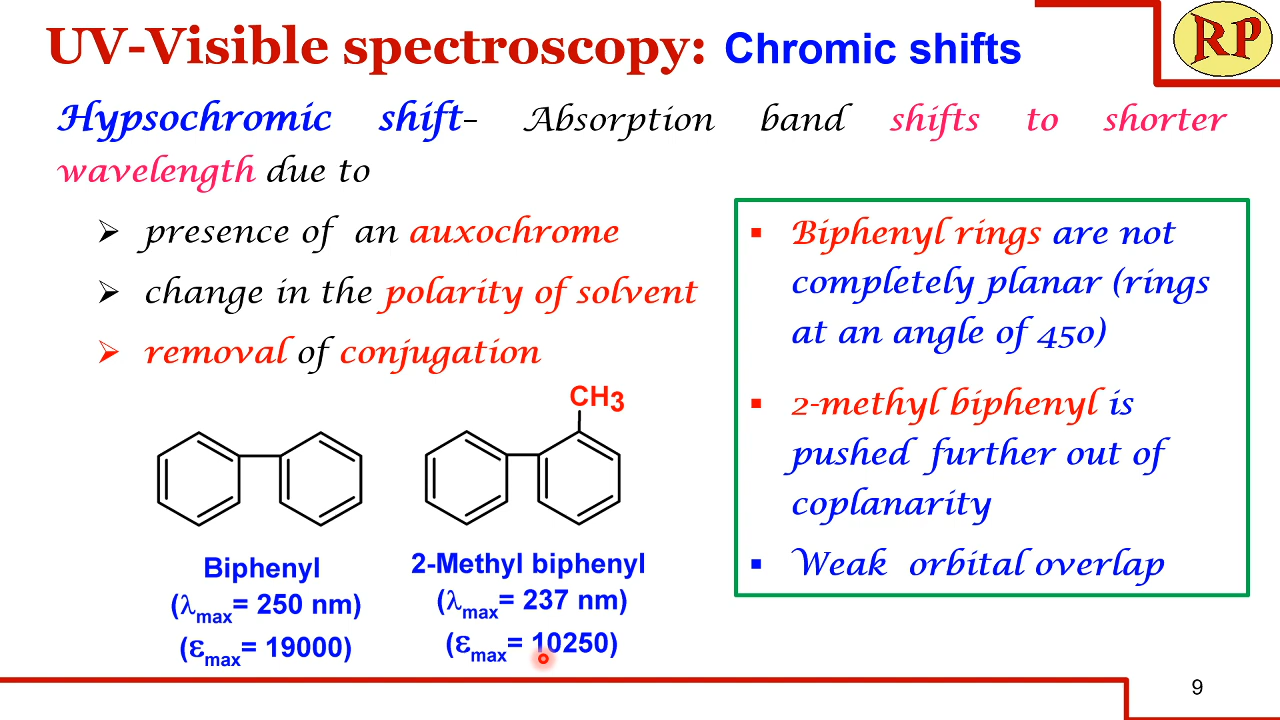 UV-Visible spectroscopy: Chromic shifts
RP
Hypsochromic shift– Absorption band shifts to shorter
wavelength due to
➢ presence of an auxochrome
➢ change in the polarity of solvent
➢ removal of conjugation
▪ Biphenyl rings are not
completely planar (rings
at an angle of 450)
▪ 2-methyl biphenyl is
pushed further out of
coplanarity
▪ Weak orbital overlap
CH3
Biphenyl
(λmax= 250 nm)
(εmax= 19000)
2-Methyl biphenyl
(λmax= 237 nm)
(εmax= 10250)
9